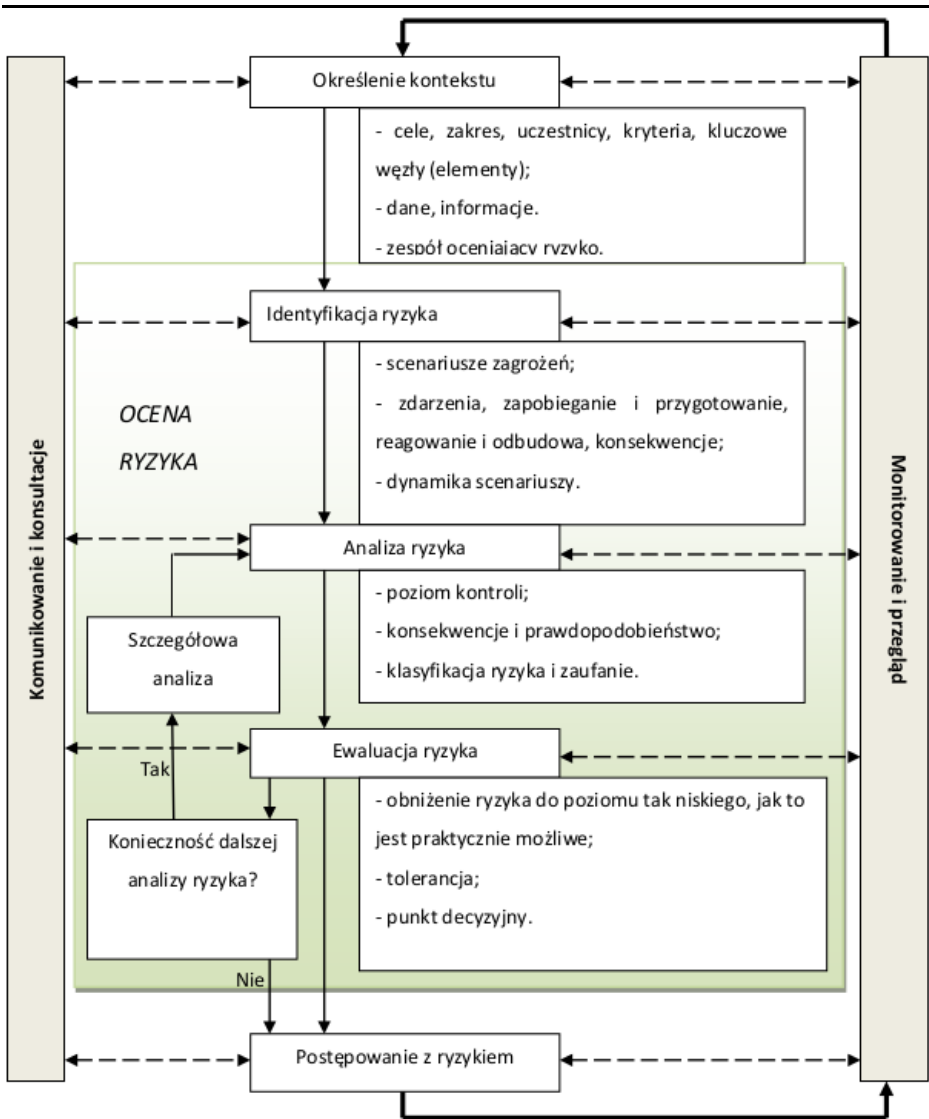 Określenie kontekstu
- cele, zakres, uczestnicy, kryteria, kluczowe
węzły (elementy);
- dane, informacje.
- zespół oceniający ryzyko.
Identyfikacja ryzyka
- scenariusze zagrożeń;
- zdarzenia, zapobieganie i przygotowanie,
reagowanie i odbudowa, konsekwencje;
- dynamika scenariuszy.
OCENA
RYZYKA
Komunikowanie i konsultacje
Monitorowanie i przegląd
Analiza ryzyka
- poziom kontroli;
- konsekwencje i prawdopodobieństwo;
- klasyfikacja ryzyka i zaufanie.
Szczegółowa
analiza
Ewaluacja ryzyka
Tak
- obniżenie ryzyka do poziomu tak niskiego, jak to
jest praktycznie możliwe;
- tolerancja;
- punkt decyzyjny.
Konieczność dalszej
analizy ryzyka?
Nie
Postępowanie z ryzykiem